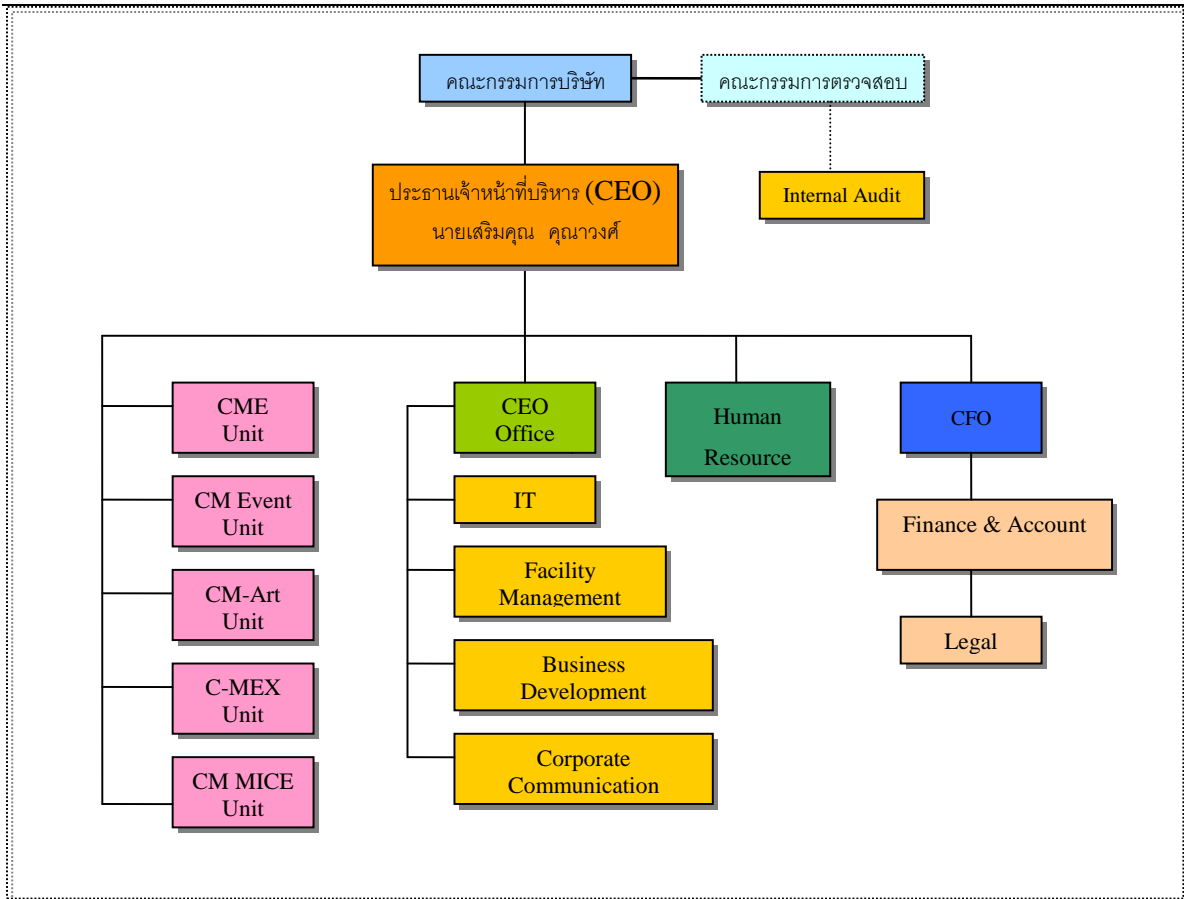 คณะกรรมการบริษัท
คณะกรรมการตรวจสอบ
ประธานเจ้าหน้าที่บริหาร (CEO)
นายเสริมคุณ คุณาวงศ์
Internal Audit
CME
Unit
CM Event
Unit
CM-Art
Unit
C-MEX
Unit
CM MICE
Unit
CEO
Office
IT
Facility
Management
Business
Development
Corporate
Communication
Human
Resource
CFO
Finance & Account
Legal